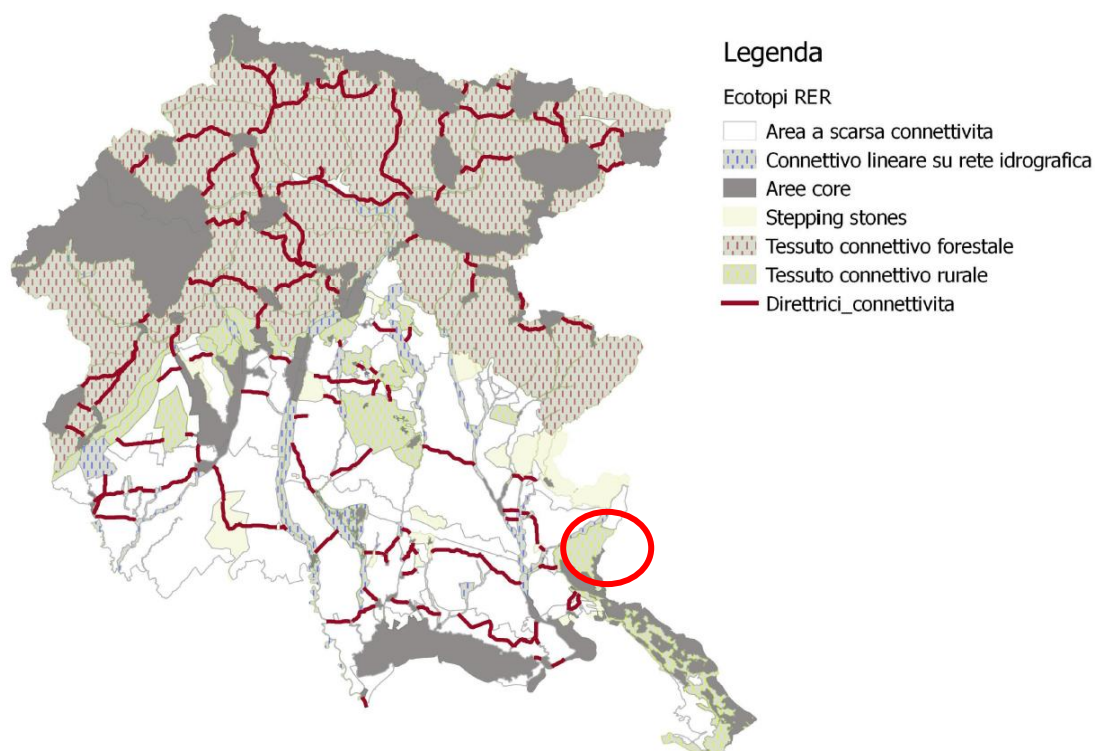 Legenda
Ecotopi RER
Area a scarsa connettivita
Connettivo lineare su rete idrografica
Aree core
Stepping stones
Tessuto connettivo forestale
Tessuto connettivo rurale
Direttrici_connettivita